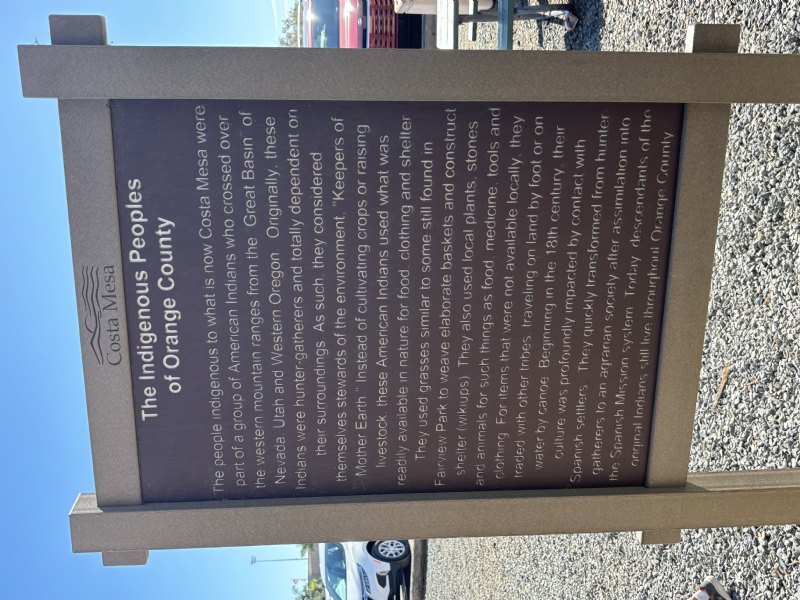 Costa Mesa
The Indigenous Peoples
of Orange County
The people indigenous to what is now Costa Mesa were
part of a group of American Indians who crossed over
the western mountain ranges from the "Great Basin" of
Nevada, Utah and Western Oregon. Originally, these
Indians were hunter-gatherers and totally dependent on
their surroundings. As such, they considered
themselves stewards of the environment, "Keepers of
Mother Earth." Instead of cultivating crops or raising
livestock, these American Indians used what was
readily available in nature for food, clothing and shelter.
They used grasses similar to some still found in
Fairview Park to weave elaborate baskets and construct
shelter (wikiups). They also used local plants, stones
and animals for such things as food, medicine, tools and
clothing. For items that were not available locally, they
traded with other tribes, traveling on land by foot or on
water by canoe. Beginning in the 18th century, their
culture was profoundly impacted by contact with
Spanish settlers. They quickly transformed from hunter
gatherers to an agrarian society after assimilation into
the Spanish Mission system. Today, descendants of the
original Indians still live throughout Orange County.